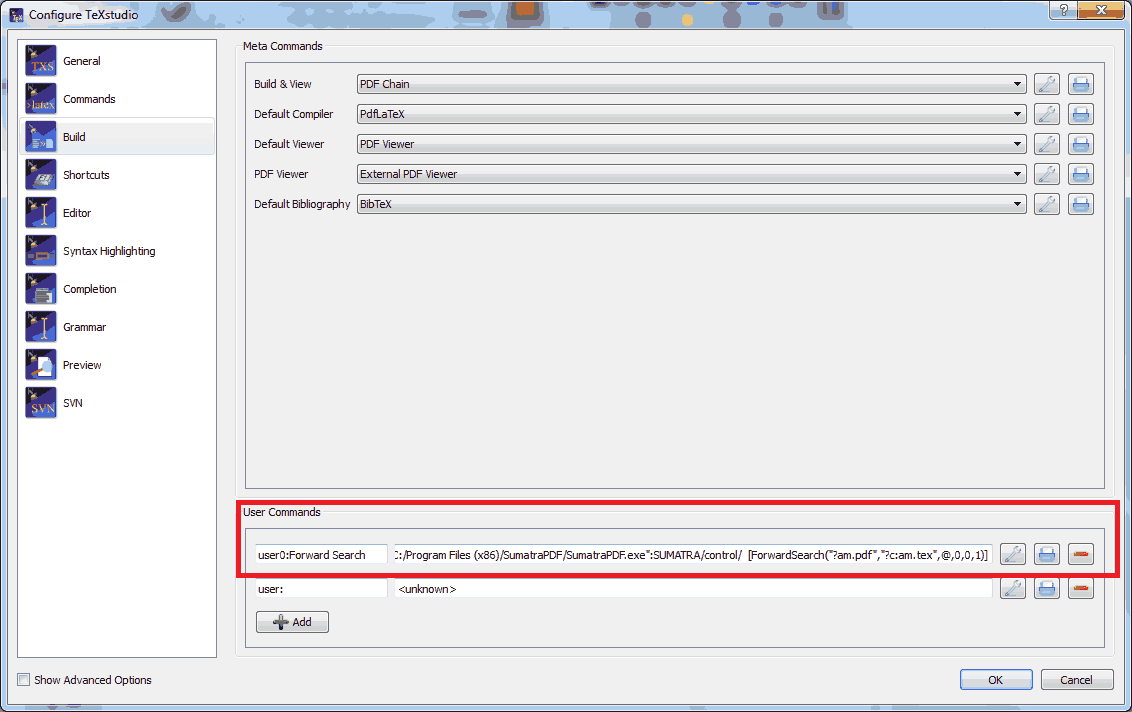 Configure TeXstudio
General
Commands
Build
Shortcuts
Editor
Syntax Highlighting
Completion
Grammar
Preview
SVN
Meta Commands
Build & View PDF Chain
Default Compiler PdfLaTeX
Default Viewer PDF Viewer
PDF Viewer External PDF Viewer
Default Bibliography BibTeX
User Commands
user0:Forward Search C:/Program Files (x86)/SumatraPDF/SumatraPDF.exe":SUMATRA/control/ [ForwardSearch("?am.pdf","?c:am.tex",@,0,0,1)]
user: <unknown>
Add
Show Advanced Options
OK Cancel